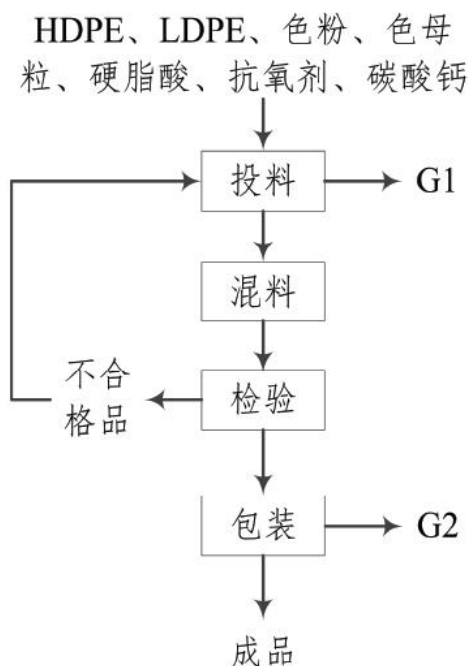 HDPE、LDPE、色粉、色母
粒、硬脂酸、抗氧剂、碳酸钙
投料
G1
混料
不合
格品
检验
包装
G2
成品